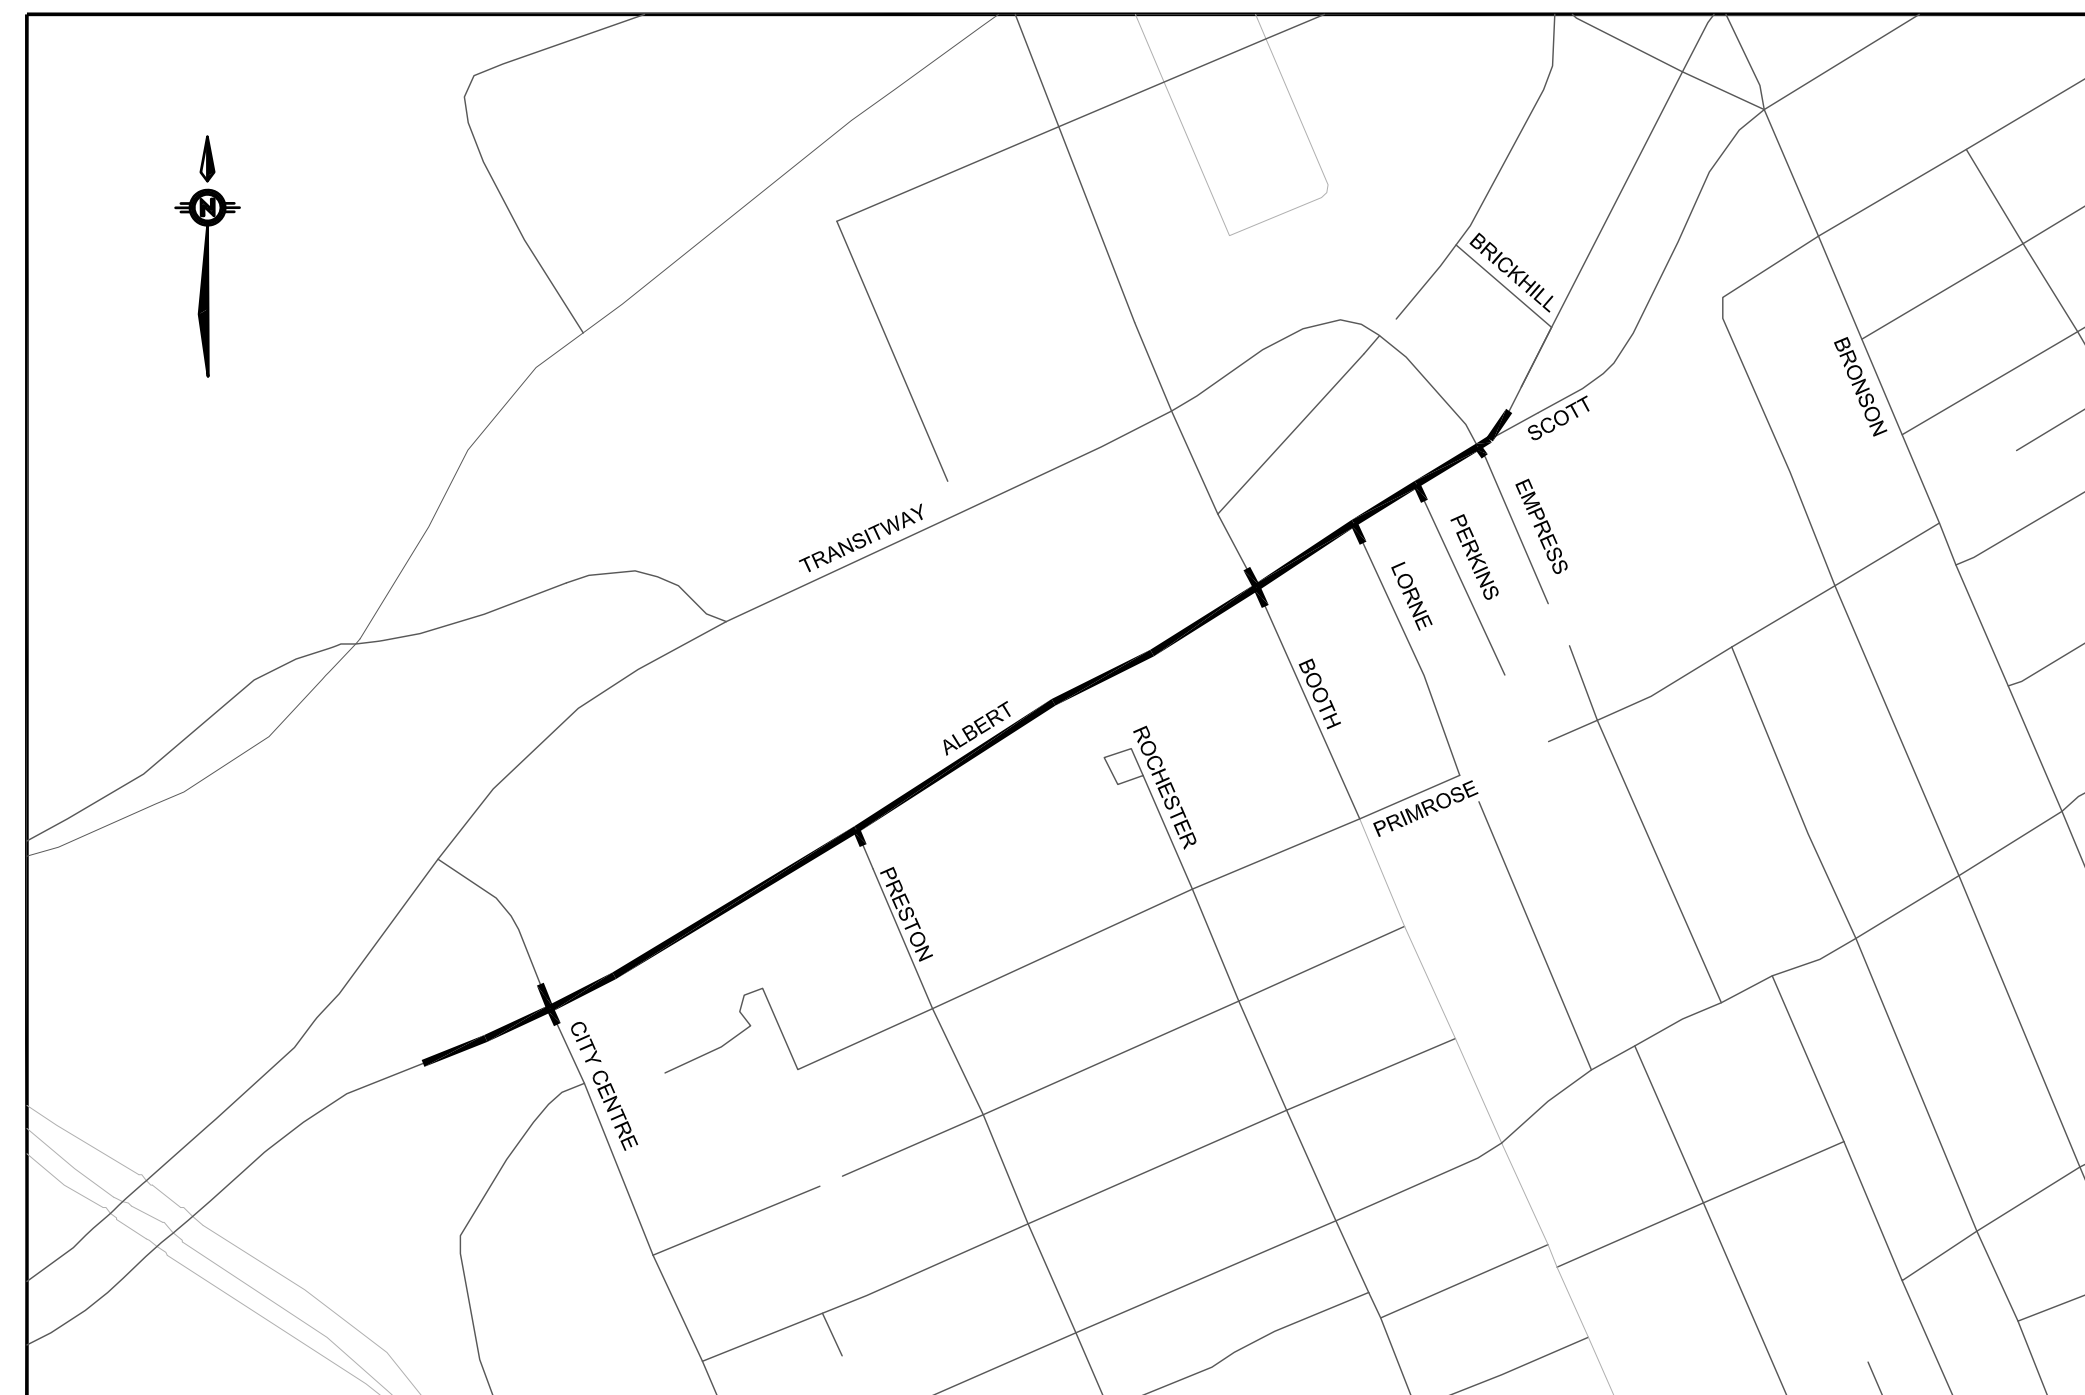 N
BRICKHILL
BRONSON
SCOTT
EMPRESS
TRANSITWAY
PERKINS
LORNE
BOOTH
ALBERT
ROCHESTER
PRIMROSE
PRESTON
CITY CENTRE